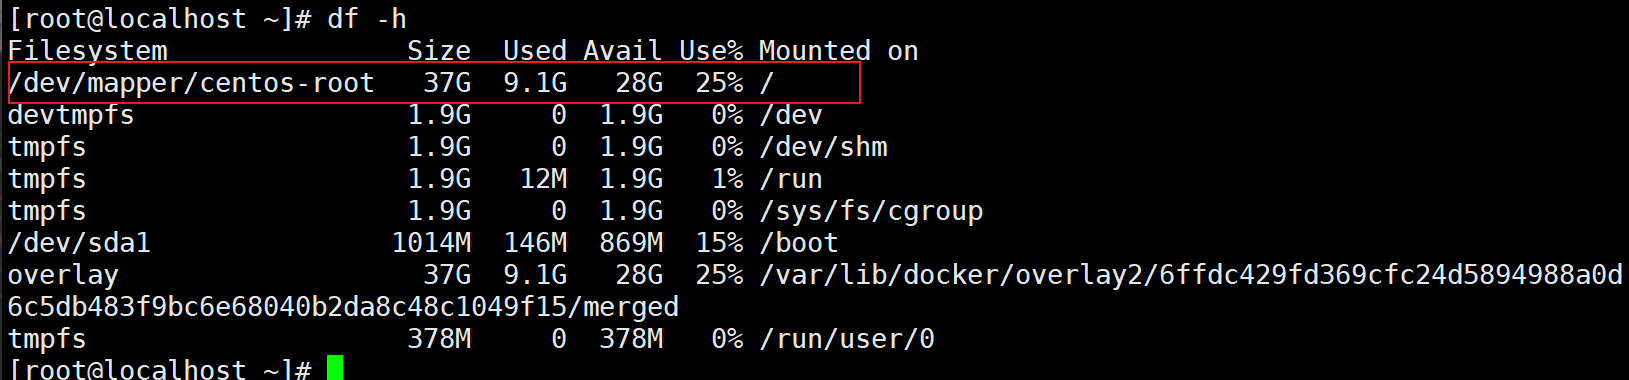 [root@localhost ~]# df -h
Filesystem               Size  Used Avail Use% Mounted on
/dev/mapper/centos-root   37G  9.1G   28G  25% /
devtmpfs                 1.9G     0  1.9G   0% /dev
tmpfs                    1.9G     0  1.9G   0% /dev/shm
tmpfs                    1.9G   12M  1.9G   1% /run
tmpfs                    1.9G     0  1.9G   0% /sys/fs/cgroup
/dev/sda1               1014M  146M  869M  15% /boot
overlay                   37G  9.1G   28G  25% /var/lib/docker/overlay2/6ffdc429fd369cfc24d5894988a0d
6c5db483f9bc6e68040b2da8c48c1049f15/merged
tmpfs                    378M     0  378M   0% /run/user/0
[root@localhost ~]#